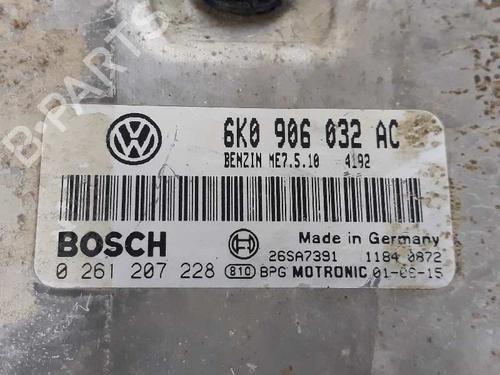 B-PARTS
6K0 906 032 AC
BENZIN ME7.5.10 4192
BOSCH
Made in Germany
26SA7391 1184 0872
0 261 207 228 810 BPG MOTRONIC 01-06-15